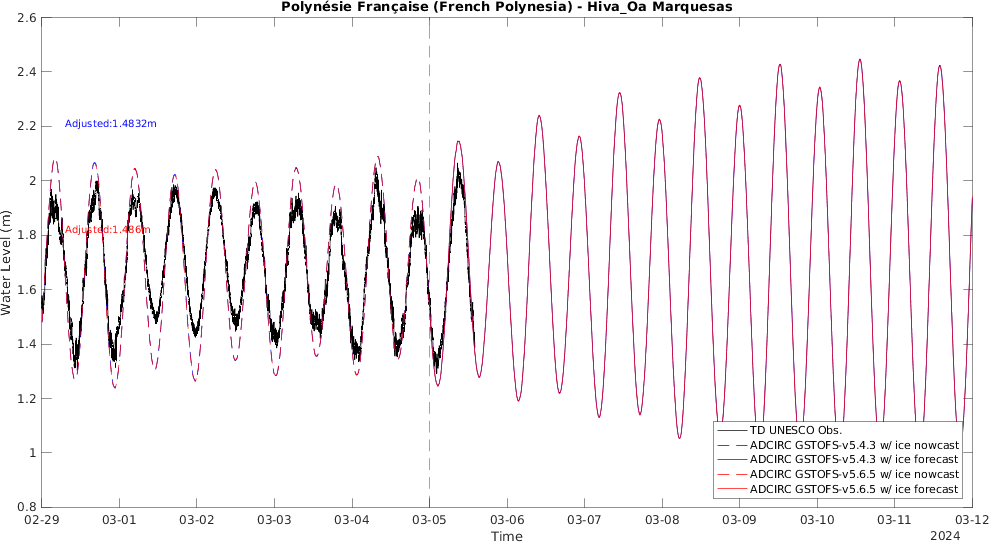 Polynésie Française (French Polynesia) - Hiva_Oa Marquesas
2.6
2.4
2.2
2
1.8
1.6
1.4
1.2
1
0.8
Water Level (m)
Adjusted:1.4832m
Adjusted:1.486m
TD UNESCO Obs.
ADCIRC GSTOFS-v5.4.3 w/ ice nowcast
ADCIRC GSTOFS-v5.4.3 w/ ice forecast
ADCIRC GSTOFS-v5.6.5 w/ ice nowcast
ADCIRC GSTOFS-v5.6.5 w/ ice forecast
02-29 03-01 03-02 03-03 03-04 03-05 03-06 03-07 03-08 03-09 03-10 03-11 03-12
Time
2024